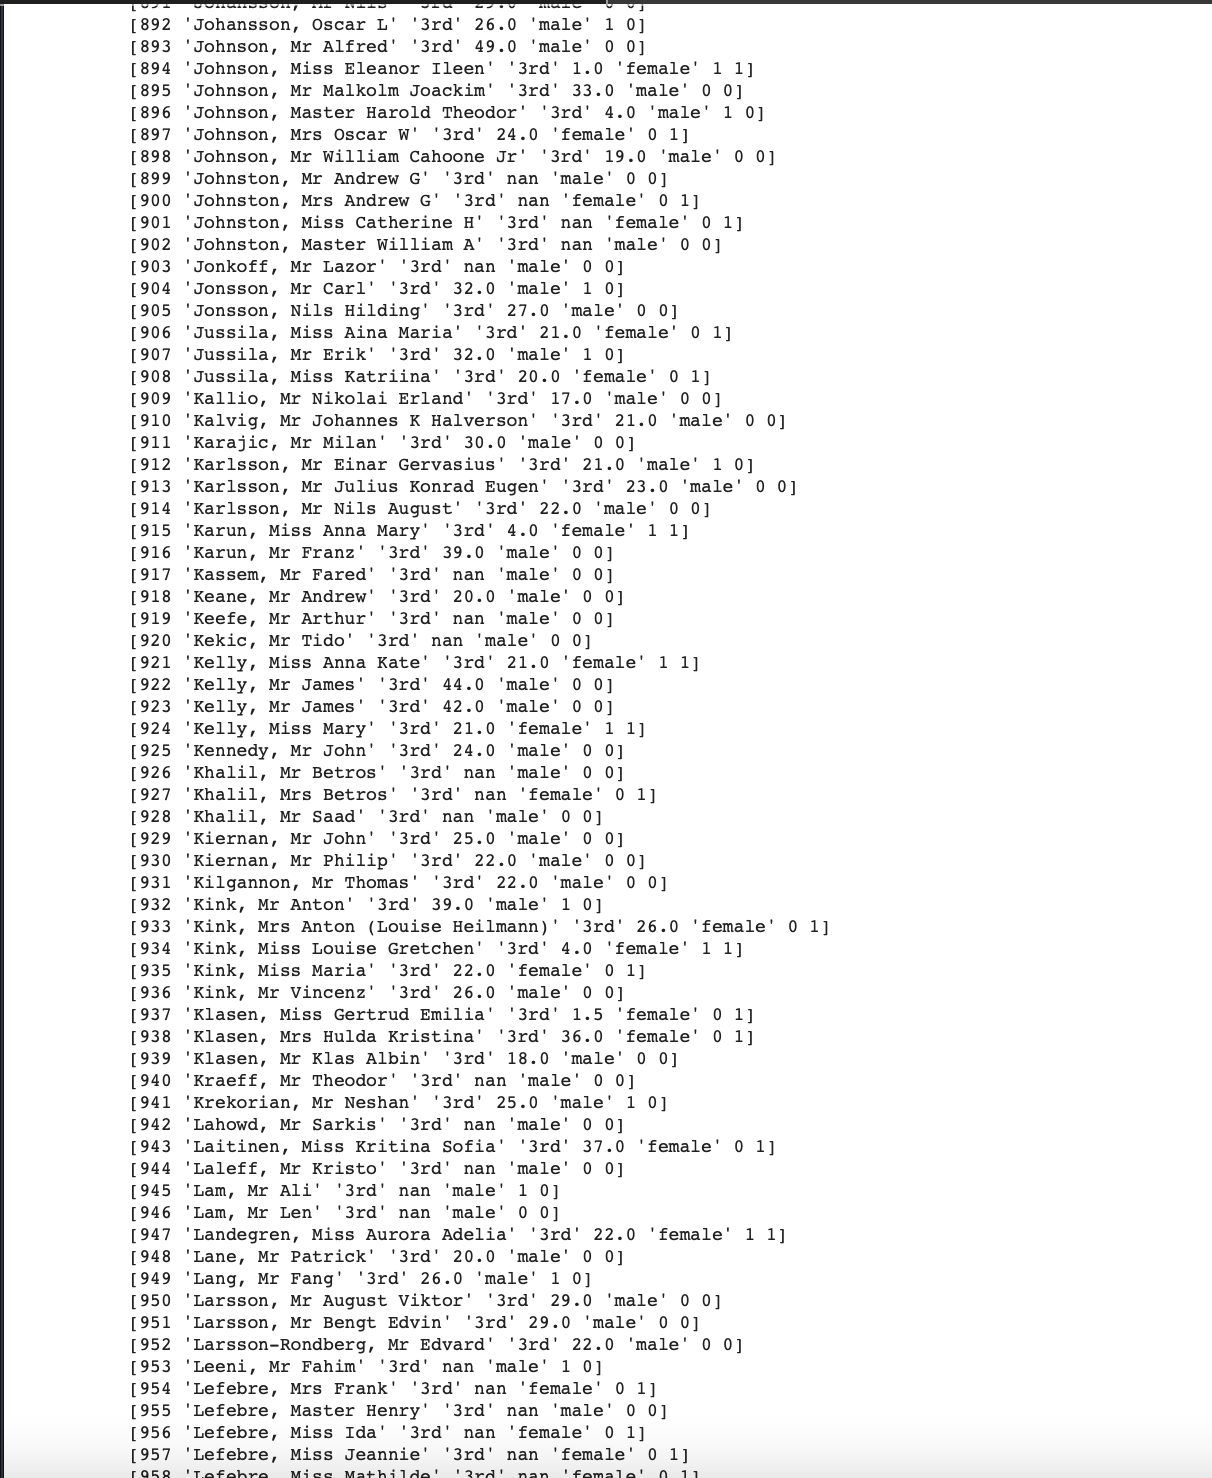 [891 'Johansson, Mr Nils' '3rd' 29.0 'male' 0 0]
[892 'Johansson, Oscar L' '3rd' 26.0 'male' 1 0]
[893 'Johnson, Mr Alfred' '3rd' 49.0 'male' 0 0]
[894 'Johnson, Miss Eleanor Ileen' '3rd' 1.0 'female' 1 1]
[895 'Johnson, Mr Malkolm Joackim' '3rd' 33.0 'male' 0 0]
[896 'Johnson, Master Harold Theodor' '3rd' 4.0 'male' 1 0]
[897 'Johnson, Mrs Oscar W' '3rd' 24.0 'female' 0 1]
[898 'Johnson, Mr William Cahoone Jr' '3rd' 19.0 'male' 0 0]
[899 'Johnston, Mr Andrew G' '3rd' nan 'male' 0 0]
[900 'Johnston, Mrs Andrew G' '3rd' nan 'female' 0 1]
[901 'Johnston, Miss Catherine H' '3rd' nan 'female' 0 1]
[902 'Johnston, Master William A' '3rd' nan 'male' 0 0]
[903 'Jonkoff, Mr Lazor' '3rd' nan 'male' 0 0]
[904 'Jonsson, Mr Carl' '3rd' 32.0 'male' 1 0]
[905 'Jonsson, Nils Hilding' '3rd' 27.0 'male' 0 0]
[906 'Jussila, Miss Aina Maria' '3rd' 21.0 'female' 0 1]
[907 'Jussila, Mr Erik' '3rd' 32.0 'male' 1 0]
[908 'Jussila, Miss Katriina' '3rd' 20.0 'female' 0 1]
[909 'Kallio, Mr Nikolai Erland' '3rd' 17.0 'male' 0 0]
[910 'Kalvig, Mr Johannes K Halverson' '3rd' 21.0 'male' 0 0]
[911 'Karajic, Mr Milan' '3rd' 30.0 'male' 0 0]
[912 'Karlsson, Mr Einar Gervasius' '3rd' 21.0 'male' 1 0]
[913 'Karlsson, Mr Julius Konrad Eugen' '3rd' 23.0 'male' 0 0]
[914 'Karlsson, Mr Nils August' '3rd' 22.0 'male' 0 0]
[915 'Karun, Miss Anna Mary' '3rd' 4.0 'female' 1 1]
[916 'Karun, Mr Franz' '3rd' 39.0 'male' 0 0]
[917 'Kassem, Mr Fared' '3rd' nan 'male' 0 0]
[918 'Keane, Mr Andrew' '3rd' 20.0 'male' 0 0]
[919 'Keefe, Mr Arthur' '3rd' nan 'male' 0 0]
[920 'Kekic, Mr Tido' '3rd' nan 'male' 0 0]
[921 'Kelly, Miss Anna Kate' '3rd' 21.0 'female' 1 1]
[922 'Kelly, Mr James' '3rd' 44.0 'male' 0 0]
[923 'Kelly, Mr James' '3rd' 42.0 'male' 0 0]
[924 'Kelly, Miss Mary' '3rd' 21.0 'female' 1 1]
[925 'Kennedy, Mr John' '3rd' 24.0 'male' 0 0]
[926 'Khalil, Mr Betros' '3rd' nan 'male' 0 0]
[927 'Khalil, Mrs Betros' '3rd' nan 'female' 0 1]
[928 'Khalil, Mr Saad' '3rd' nan 'male' 0 0]
[929 'Kiernan, Mr John' '3rd' 25.0 'male' 0 0]
[930 'Kiernan, Mr Philip' '3rd' 22.0 'male' 0 0]
[931 'Kilgannon, Mr Thomas' '3rd' 22.0 'male' 0 0]
[932 'Kink, Mr Anton' '3rd' 39.0 'male' 1 0]
[933 'Kink, Mrs Anton (Louise Heilmann)' '3rd' 26.0 'female' 0 1]
[934 'Kink, Miss Louise Gretchen' '3rd' 4.0 'female' 1 1]
[935 'Kink, Miss Maria' '3rd' 22.0 'female' 0 1]
[936 'Kink, Mr Vincenz' '3rd' 26.0 'male' 0 0]
[937 'Klasen, Miss Gertrud Emilia' '3rd' 1.5 'female' 0 1]
[938 'Klasen, Mrs Hulda Kristina' '3rd' 36.0 'female' 0 1]
[939 'Klasen, Mr Klas Albin' '3rd' 18.0 'male' 0 0]
[940 'Kraeff, Mr Theodor' '3rd' nan 'male' 0 0]
[941 'Krekorian, Mr Neshan' '3rd' 25.0 'male' 1 0]
[942 'Lahowd, Mr Sarkis' '3rd' nan 'male' 0 0]
[943 'Laitinen, Miss Kritina Sofia' '3rd' 37.0 'female' 0 1]
[944 'Laleff, Mr Kristo' '3rd' nan 'male' 0 0]
[945 'Lam, Mr Ali' '3rd' nan 'male' 1 0]
[946 'Lam, Mr Len' '3rd' nan 'male' 0 0]
[947 'Landegren, Miss Aurora Adelia' '3rd' 22.0 'female' 1 1]
[948 'Lane, Mr Patrick' '3rd' 20.0 'male' 0 0]
[949 'Lang, Mr Fang' '3rd' 26.0 'male' 1 0]
[950 'Larsson, Mr August Viktor' '3rd' 29.0 'male' 0 0]
[951 'Larsson, Mr Bengt Edvin' '3rd' 29.0 'male' 0 0]
[952 'Larsson-Rondberg, Mr Edvard' '3rd' 22.0 'male' 0 0]
[953 'Leeni, Mr Fahim' '3rd' nan 'male' 1 0]
[954 'Lefebre, Mrs Frank' '3rd' nan 'female' 0 1]
[955 'Lefebre, Master Henry' '3rd' nan 'male' 0 0]
[956 'Lefebre, Miss Ida' '3rd' nan 'female' 0 1]
[957 'Lefebre, Miss Jeannie' '3rd' nan 'female' 0 1]
[958 'Lefebre, Miss Mathilde' '3rd' nan 'female' 0 1]